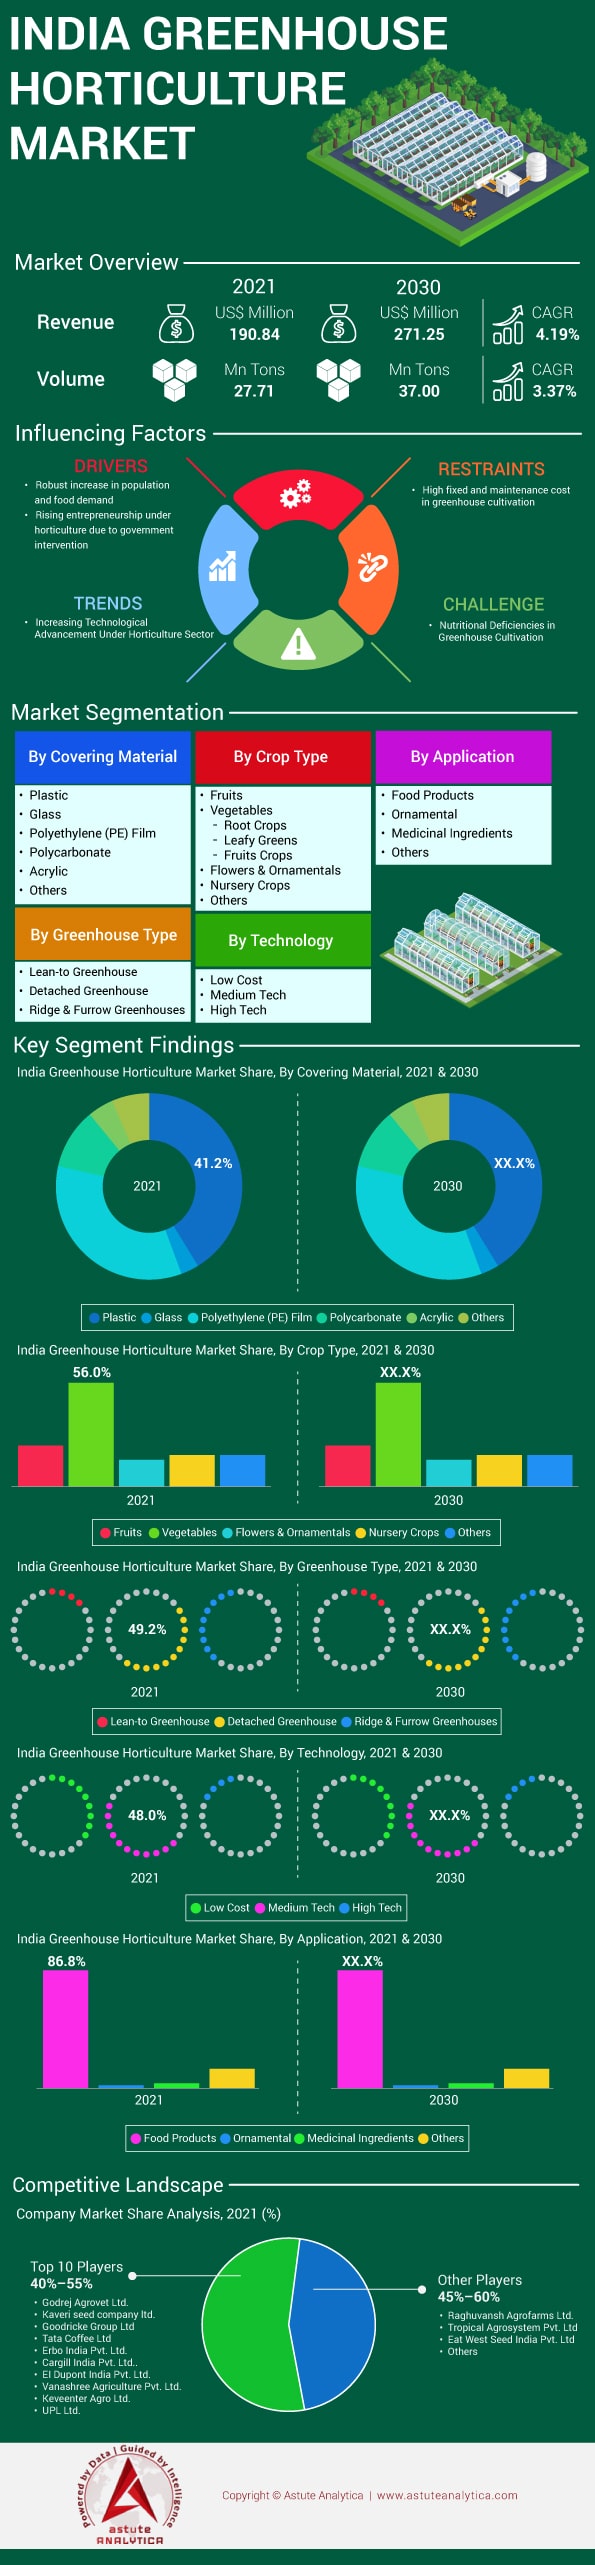 INDIA GREENHOUSE
HORTICULTURE
MARKET
Market Overview
2021
2030
Revenue
US$ Million
190.84
US$ Million
271.25
CAGR
4.19%
Volume
Mn Tons
27.71
Mn Tons
37.00
CAGR
3.37%
Influencing Factors
DRIVERS
• Robust increase in population
and food demand
• Rising entrepreneurship under
horticulture due to government
intervention
RESTRAINTS
• High fixed and maintenance cost
in greenhouse cultivation
TRENDS
• Increasing Technological
Advancement Under Horticulture Sector
CHALLENGE
• Nutritional Deficiencies in
Greenhouse Cultivation
Market Segmentation
By Covering Material
• Plastic
• Glass
• Polyethylene (PE) Film
• Polycarbonate
• Acrylic
• Others
By Crop Type
• Fruits
• Vegetables
- Root Crops
- Leafy Greens
- Fruits Crops
• Flowers & Ornamentals
• Nursery Crops
• Others
By Application
• Food Products
• Ornamental
• Medicinal Ingredients
• Others
By Greenhouse Type
• Lean-to Greenhouse
• Detached Greenhouse
• Ridge & Furrow Greenhouses
By Technology
• Low Cost
• Medium Tech
• High Tech
Key Segment Findings
India Greenhouse Horticulture Market Share, By Covering Material, 2021 & 2030
41.2%
2021
XX.X%
2030
Plastic Glass Polyethylene (PE) Film Polycarbonate Acrylic Others
India Greenhouse Horticulture Market Share, By Crop Type, 2021 & 2030
56.0%
XX.X%
2021
2030
Fruits Vegetables Flowers & Ornamentals Nursery Crops Others
India Greenhouse Horticulture Market Share, By Greenhouse Type, 2021 & 2030
49.2%
XX.X%
2021
2030
Lean-to Greenhouse Detached Greenhouse Ridge & Furrow Greenhouses
India Greenhouse Horticulture Market Share, By Technology, 2021 & 2030
48.0%
XX.X%
2021
2030
Low Cost Medium Tech High Tech
India Greenhouse Horticulture Market Share, By Application, 2021 & 2030
86.8%
XX.X%
2021
2030
Food Products Ornamental Medicinal Ingredients Others
Competitive Landscape
Company Market Share Analysis, 2021 (%)
Top 10 Players
40%–55%
• Godrej Agrovet Ltd.
• Kaveri seed company ltd.
• Goodricke Group Ltd
• Tata Coffee Ltd
• Erbo India Pvt. Ltd.
• Cargill India Pvt. Ltd..
• EI Dupont India Pvt. Ltd.
• Vanashree Agriculture Pvt. Ltd.
• Keveenter Agro Ltd.
• UPL Ltd.
Other Players
45%–60%
• Raghuvansh Agrofarms Ltd.
• Tropical Agrosystem Pvt. Ltd
• Eat West Seed India Pvt. Ltd
• Others
Powered by Data | Guided by Intelligence
astute
ANALYTICA
Copyright © Astute Analytica | www.astuteanalytica.com